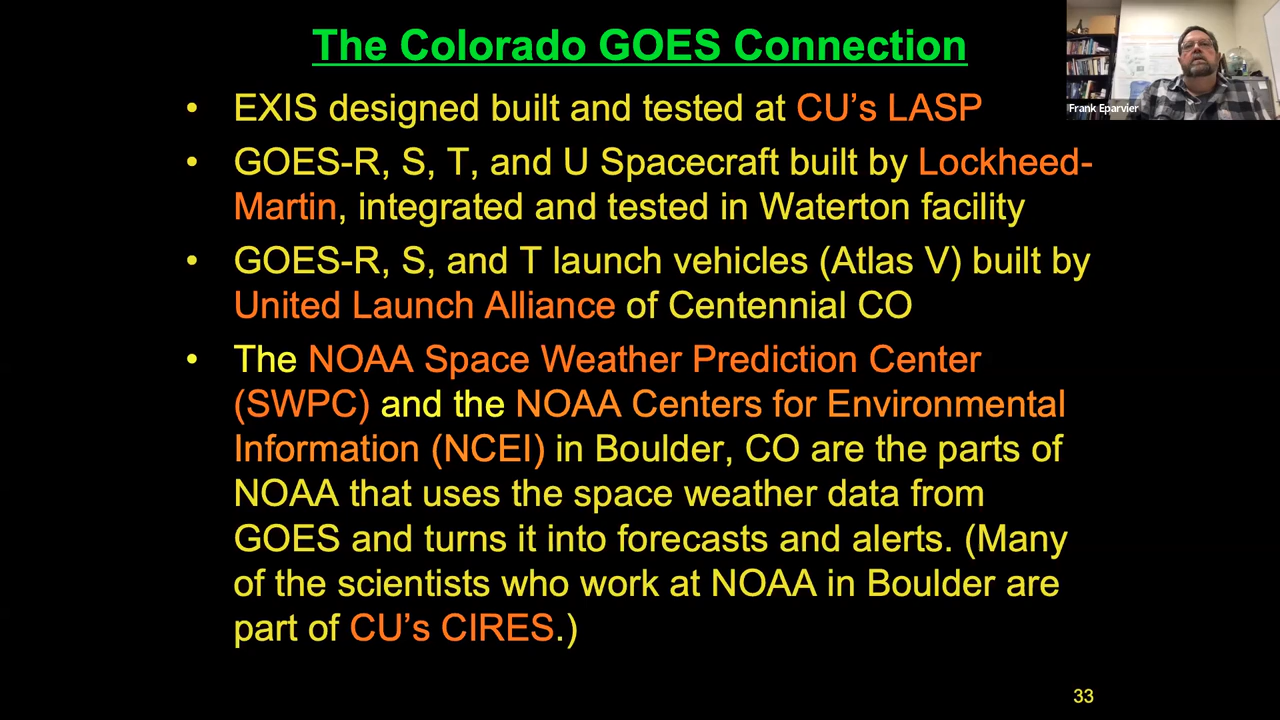 The Colorado GOES Connection
Frank Eparvier
• EXIS designed built and tested at CU's LASP
• GOES-R, S, T, and U Spacecraft built by Lockheed-
Martin, integrated and tested in Waterton facility
• GOES-R, S, and T launch vehicles (Atlas V) built by
United Launch Alliance of Centennial CO
• The NOAA Space Weather Prediction Center
(SWPC) and the NOAA Centers for Environmental
Information (NCEI) in Boulder, CO are the parts of
NOAA that uses the space weather data from
GOES and turns it into forecasts and alerts. (Many
of the scientists who work at NOAA in Boulder are
part of CU's CIRES.)
33